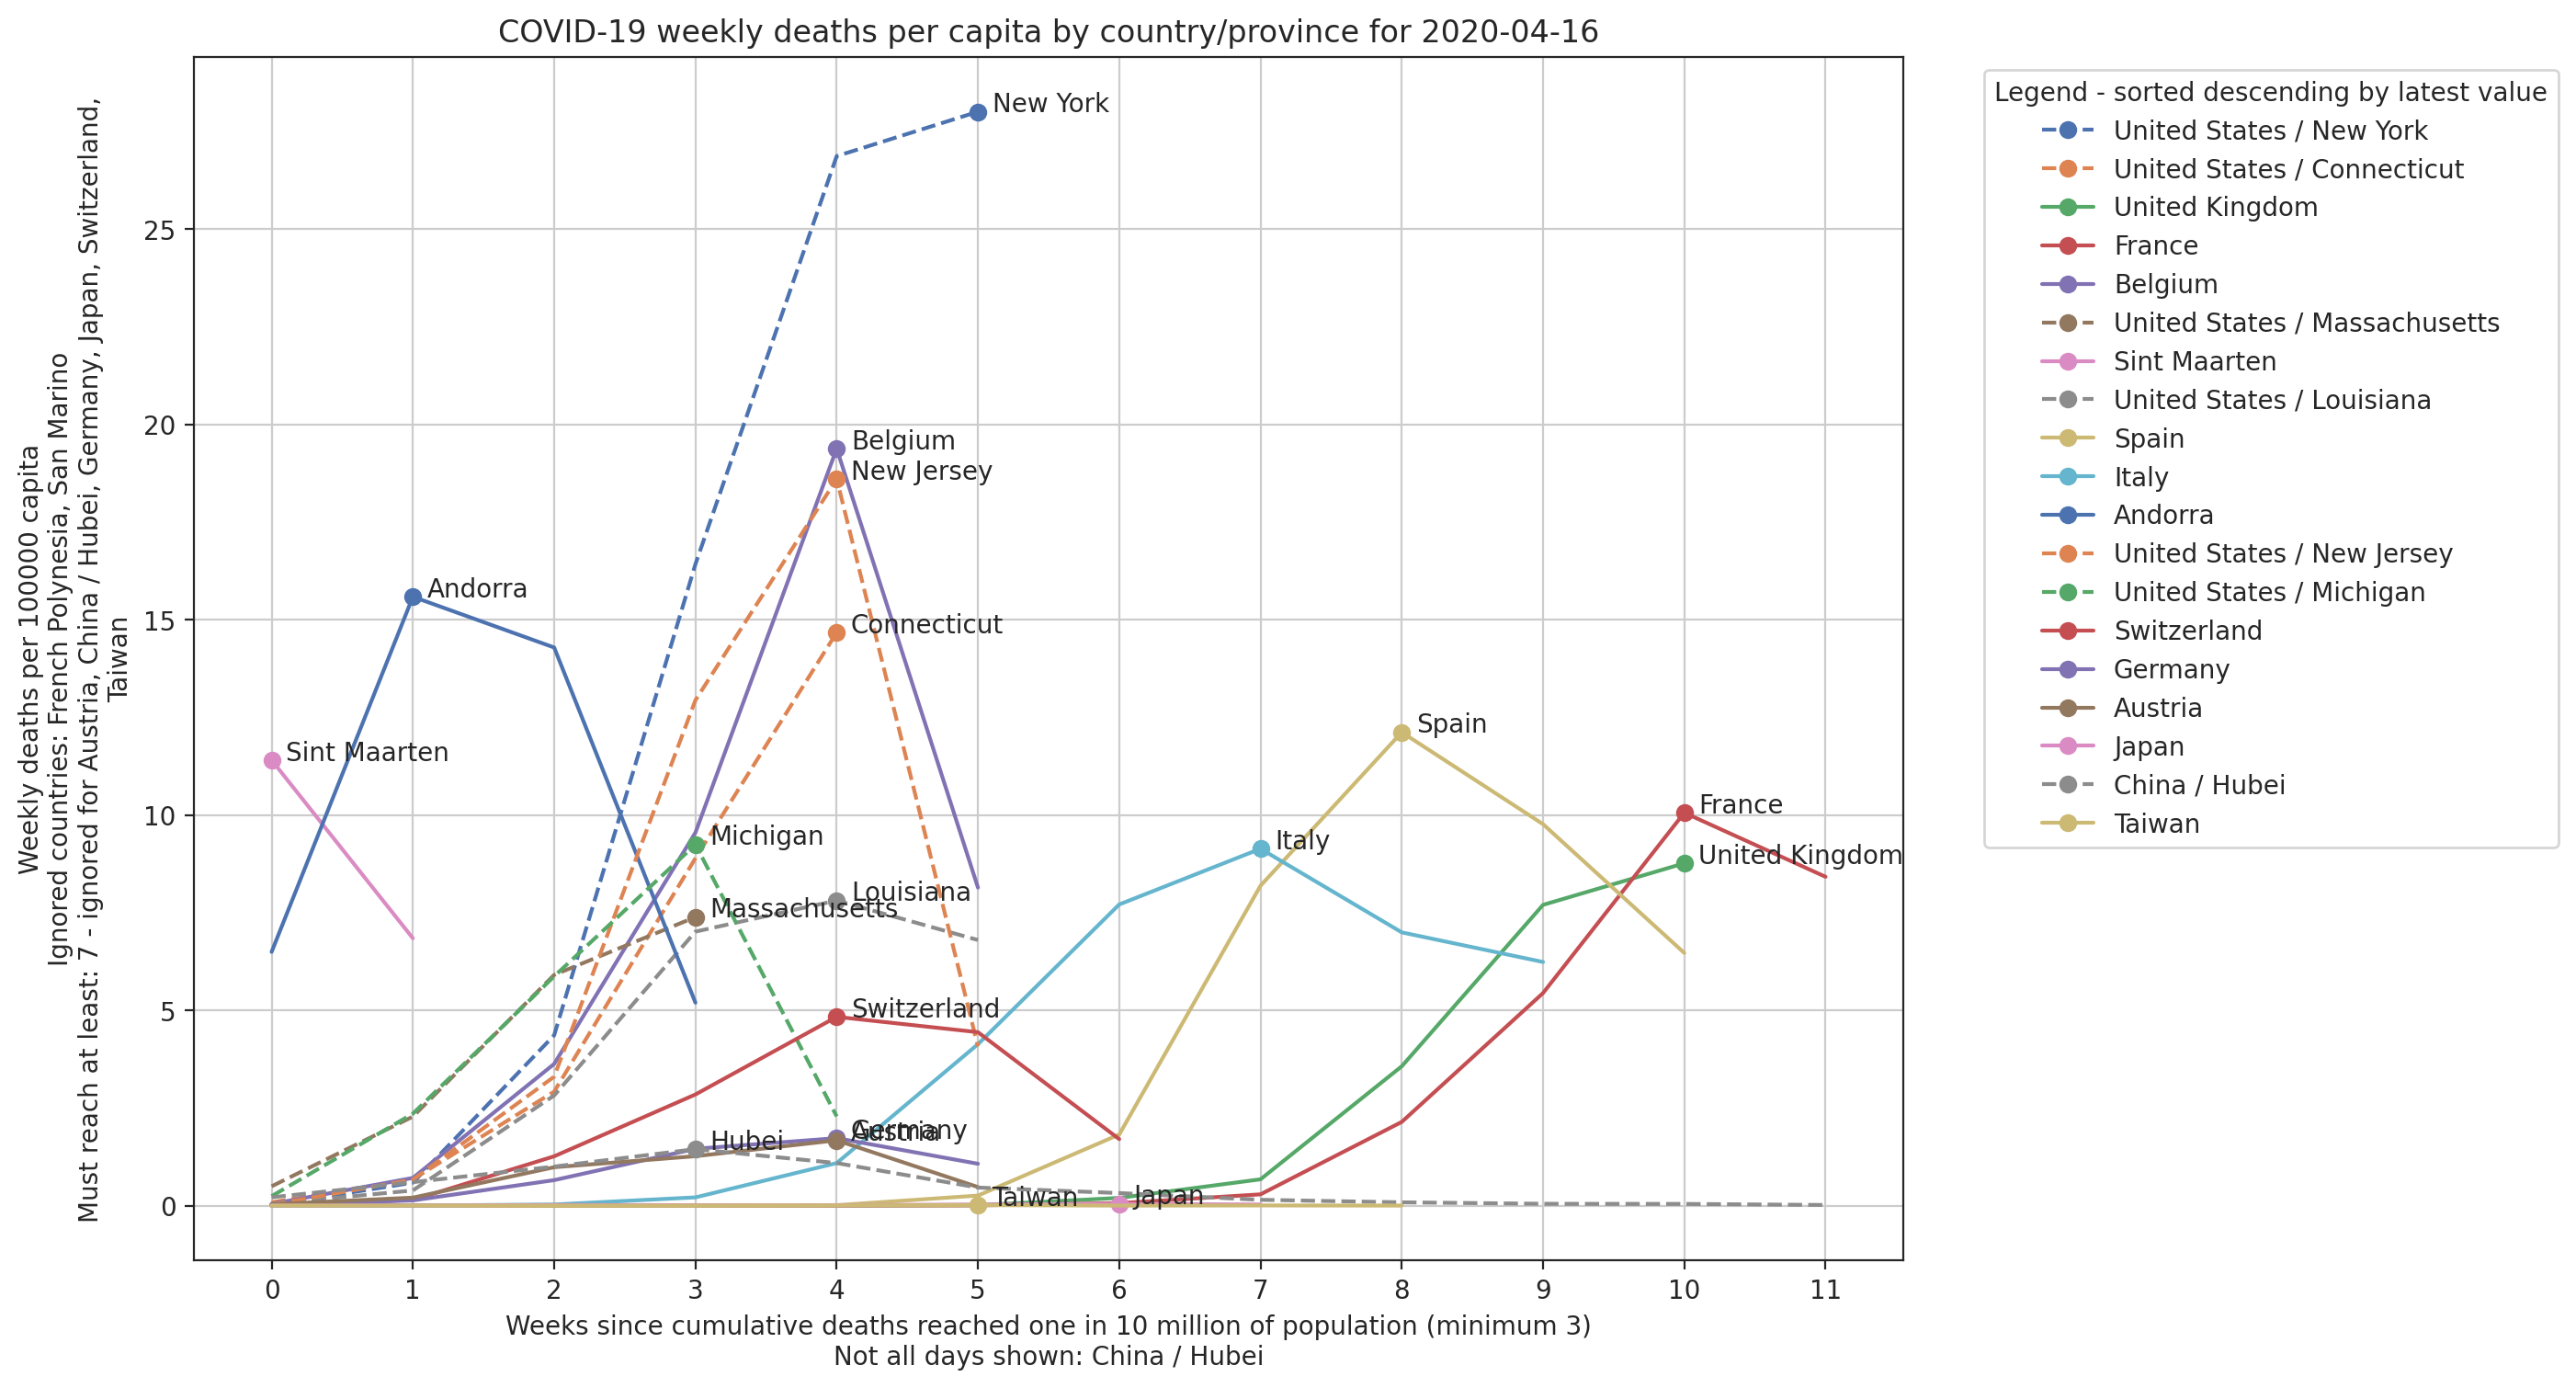 COVID-19 weekly deaths per capita by country/province for 2020-04-16
Weekly deaths per 100000 capita
Ignored countries: French Polynesia, San Marino
Must reach at least: 7 - ignored for Austria, China / Hubei, Germany, Japan, Switzerland,
Taiwan
25
20
15
10
5
0
New York
Belgium
New Jersey
Andorra
Connecticut
Sint Maarten
Spain
France
Michigan
Italy
United Kingdom
Louisiana
Massachusetts
Switzerland
Germany
Austria
Hubei
Taiwan
Japan
0 1 2 3 4 5 6 7 8 9 10 11
Weeks since cumulative deaths reached one in 10 million of population (minimum 3)
Not all days shown: China / Hubei
Legend - sorted descending by latest value
United States / New York
United States / Connecticut
United Kingdom
France
Belgium
United States / Massachusetts
Sint Maarten
United States / Louisiana
Spain
Italy
Andorra
United States / New Jersey
United States / Michigan
Switzerland
Germany
Austria
Japan
China / Hubei
Taiwan